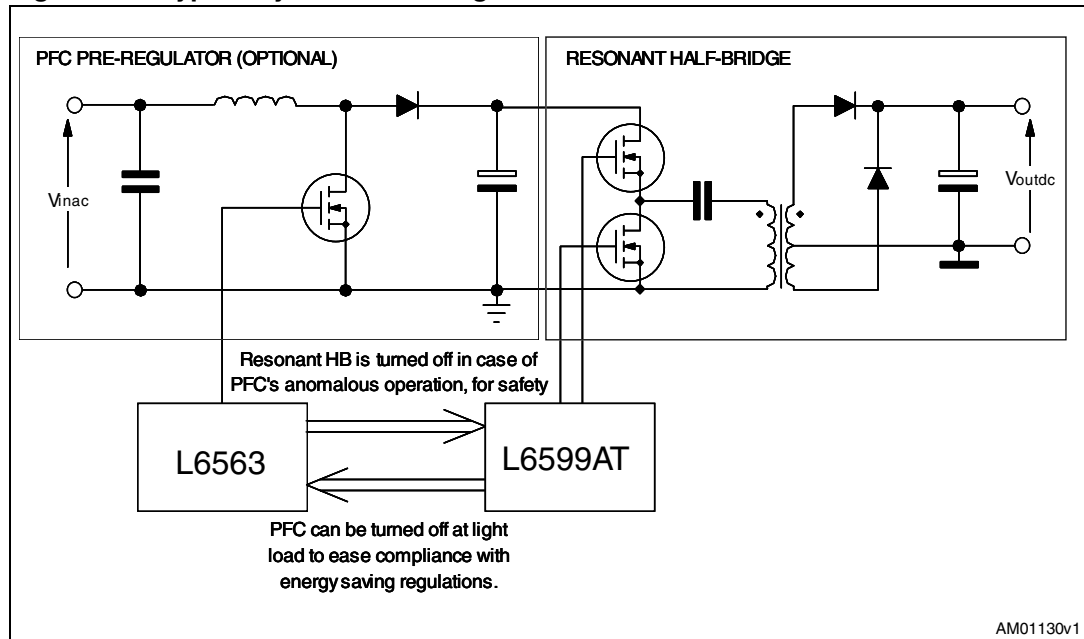 PFC PRE-REGULATOR (OPTIONAL)
RESONANT HALF-BRIDGE
Vinac
Voutdc
Resonant HB is turned off in case of
PFC's anomalous operation, for safety
L6563
L6599AT
PFC can be turned off at light
load to ease compliance with
energy saving regulations.
AM01130v1